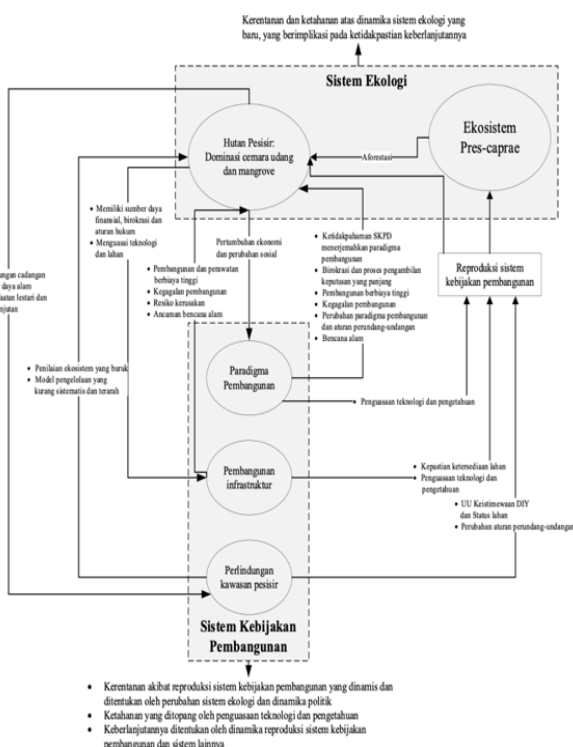 Kerentanan dan ketahanan atas dinamika sistem ekologi yang
baru, yang berimplikasi pada ketidakpastian keberlanjutannya
Sistem Ekologi
Hutan Pesisir:
Dominasi cemara udang
dan mangrove
Ekosistem
Pres-caprae
Aforestasi
• Memiliki sumber daya
finansial, birokrasi dan
aturan hukum
• Menguasai teknologi
dan lahan
Pertumbuhan ekonomi
dan perubahan sosial
• Ketidakpahaman SKPD
menerjemahkan paradigma
pembangunan
• Birokrasi dan proses pengambilan
keputusan yang panjang
• Pembangunan berbiaya tinggi
• Kegagalan pembangunan
• Perubahan paradigma pembangunan
dan aturan perundang-undangan
• Bencana alam
Reproduksi sistem
kebijakan pembangunan
• Pembangunan dan perawatan
berbiaya tinggi
• Kegagalan pembangunan
• Resiko kerusakan
• Ancaman bencana alam
ungan cadangan
daya alam
aatan lestari dan
njutan
• Penilaian ekosistem yang buruk
• Model pengelolaan yang
kurang sistematis dan terarah
Paradigma
Pembangunan
• Penguasaan teknologi dan pengetahuan
Pembangunan
infrastruktur
• Kepastian ketersediaan lahan
• Penguasaan teknologi dan
pengetahuan
• UU Keistimewaan DIY
dan Status lahan
• Perubahan aturan perundang-undangan
Perlindungan
kawasan pesisir
Sistem Kebijakan
Pembangunan
• Kerentanan akibat reproduksi sistem kebijakan pembangunan yang dinamis dan
ditentukan oleh perubahan sistem ekologi dan dinamika politik
• Ketahanan yang ditopang oleh penguasaan teknologi dan pengetahuan
• Keberlanjutannya ditentukan oleh dinamika reproduksi sistem kebijakan
pembangunan dan sistem lainnya